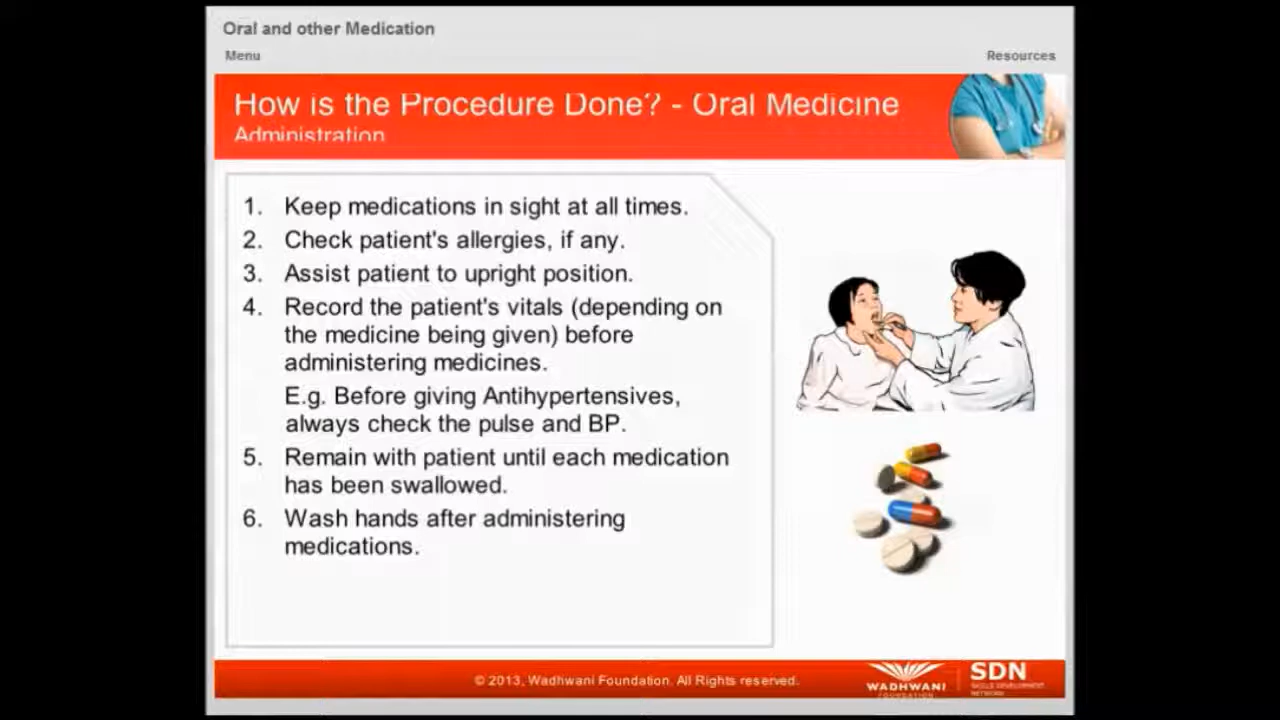 Oral and other Medication
Menu
Resources
How is the Procedure Done? - Oral Medicine
Administration
1. Keep medications in sight at all times.
2. Check patient's allergies, if any.
3. Assist patient to upright position.
4. Record the patient's vitals (depending on
the medicine being given) before
administering medicines.
E.g. Before giving Antihypertensives,
always check the pulse and BP.
5. Remain with patient until each medication
has been swallowed.
6. Wash hands after administering
medications.
© 2013, Wadhwani Foundation. All Rights reserved.
WADHWANI
FOUNDATION
SDN
SKILLS DEVELOPMENT
NETWORK